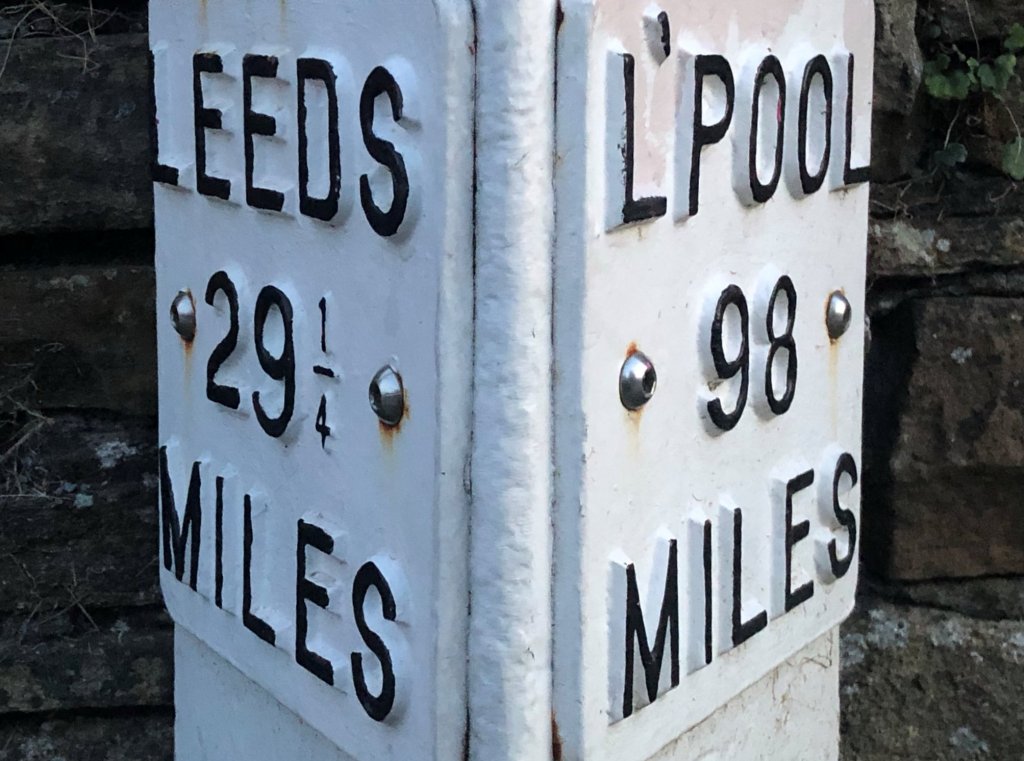 LEEDS
29 1/4
MILES
L'POOL
98
MILES